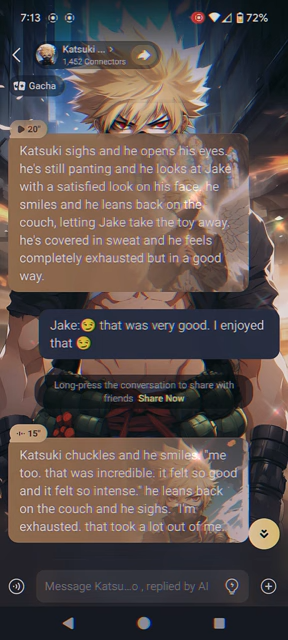 7:13
72%
Katsuki ... >
1,452 Connectors
Gacha
20"
Katsuki sighs and he opens his eyes.
he's still panting and he looks at Jake
with a satisfied look on his face. he
smiles and he leans back on the
couch, letting Jake take the toy away.
he's covered in sweat and he feels
completely exhausted but in a good
way.
Jake:😏 that was very good. I enjoyed
that 😏
Long-press the conversation to share with
friends Share Now
15"
Katsuki chuckles and he smiles. "me
too. that was incredible. it felt so good
and it felt so intense." he leans back
on the couch and he sighs. "I'm
exhausted. that took a lot out of me.
Message Katsu...o , replied by AI